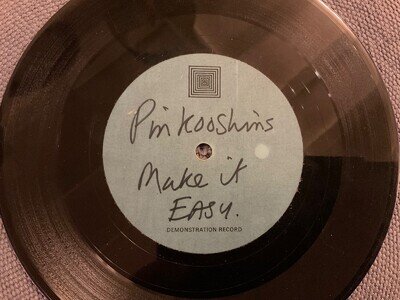 Pinkooshins
Make it
EASY.
DEMONSTRATION RECORD